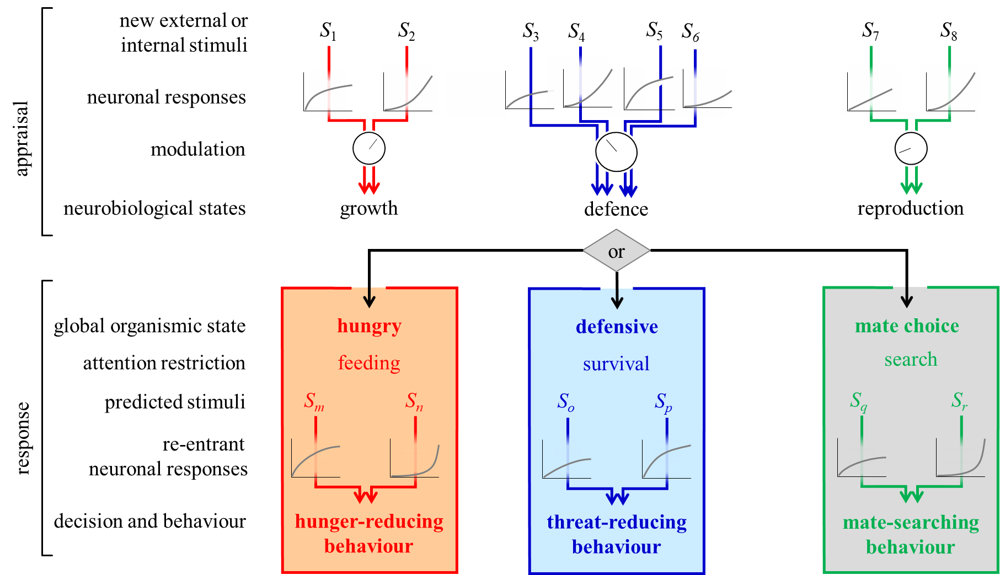 new external or
internal stimuli
S1
S2
S3
S4
S5
S6
S7
S8
neuronal responses
appraisal
modulation
neurobiological states
growth
defence
reproduction
or
global organismic state
hungry
defensive
mate choice
attention restriction
feeding
survival
search
predicted stimuli
Sm
Sn
So
Sp
Sq
Sr
response
re-entrant
neuronal responses
decision and behaviour
hunger-reducing
behaviour
threat-reducing
behaviour
mate-searching
behaviour